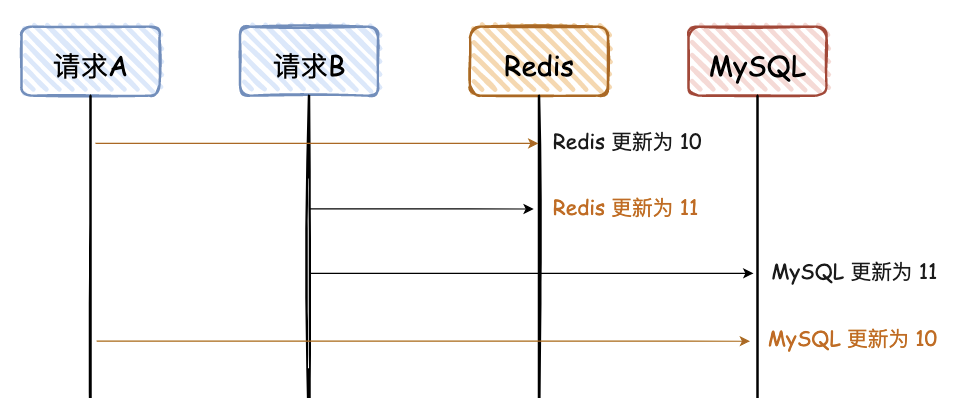 请求A
请求B
Redis
MySQL
Redis 更新为 10
Redis 更新为 11
MySQL 更新为 11
MySQL 更新为 10